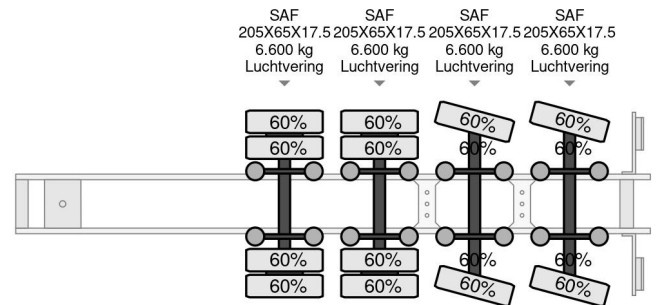 SAF SAF SAF SAF
205X65X17.5 205X65X17.5 205X65X17.5 205X65X17.5
6.600 kg 6.600 kg 6.600 kg 6.600 kg
Luchtvering Luchtvering Luchtvering Luchtvering
60% 60% 60% 60%
60% 60% 60% 60%
60% 60% 60% 60%
60% 60% 60% 60%